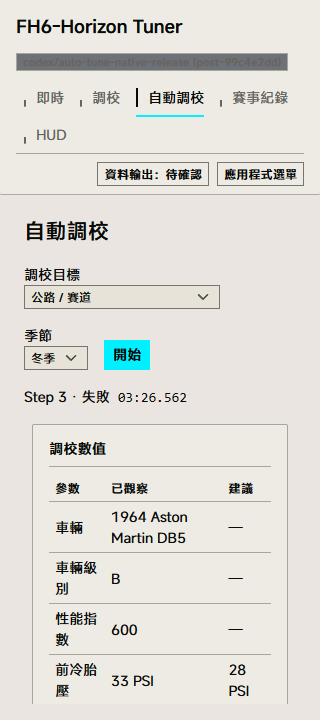 FH6-Horizon Tuner
codex/auto-tune-native-release (post-99c4e2dd)
即時 調校 自動調校 賽事紀錄
HUD
資料輸出：待確認 應用程式選單
自動調校
調校目標
公路 / 賽道
季節
冬季 開始
Step 3 · 失敗 03:26.562
調校數值
參數 已觀察 建議
車輛 1964 Aston Martin DB5 —
車輛級別 B —
性能指數 600 —
前冷胎壓 33 PSI 28 PSI